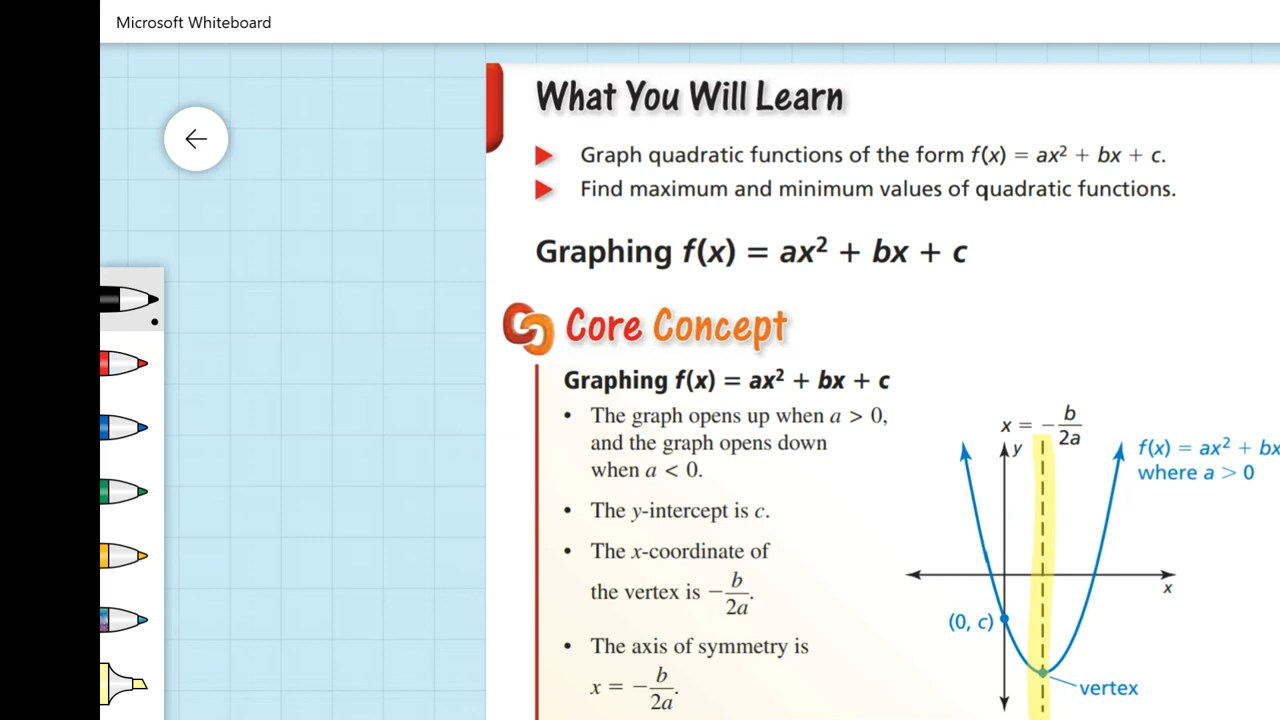 Microsoft Whiteboard
What You Will Learn
Graph quadratic functions of the form f(x) = ax² + bx + c.
Find maximum and minimum values of quadratic functions.
Graphing f(x) = ax² + bx + c
Core Concept
Graphing f(x) = ax² + bx + c
• The graph opens up when a > 0,
and the graph opens down
when a < 0.
• The y-intercept is c.
• The x-coordinate of
the vertex is −b/2a.
• The axis of symmetry is
x = −b/2a.
x = −b/2a
y
f(x) = ax² + bx
where a > 0
x
(0, c)
vertex